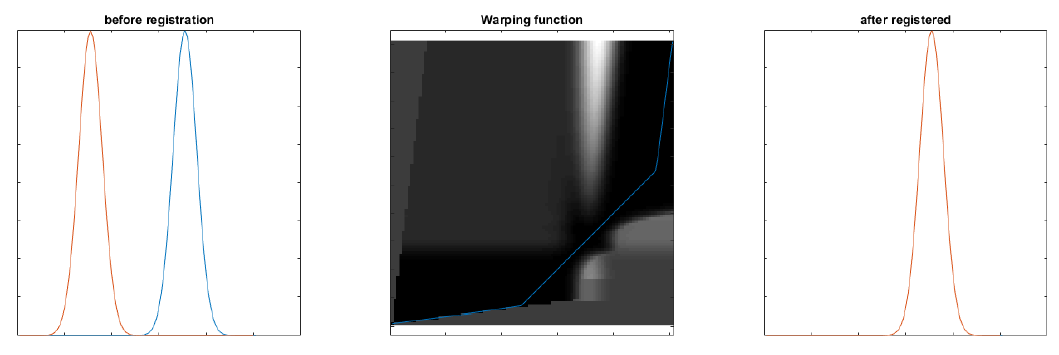 before registration
Warping function
after registered